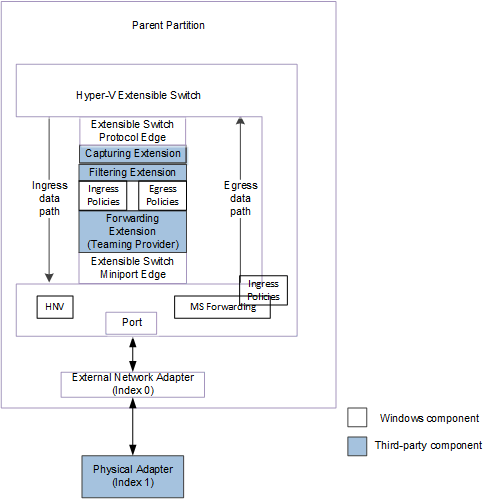 Parent Partition
Hyper-V Extensible Switch
Extensible Switch
Protocol Edge
Capturing Extension
Filtering Extension
Ingress
Policies
Egress
Policies
Ingress
data
path
Egress
data
path
Forwarding
Extension
(Teaming Provider)
Extensible Switch
Miniport Edge
Ingress
Policies
HNV
MS Forwarding
Port
External Network Adapter
(Index 0)
Windows component
Third-party component
Physical Adapter
(Index 1)